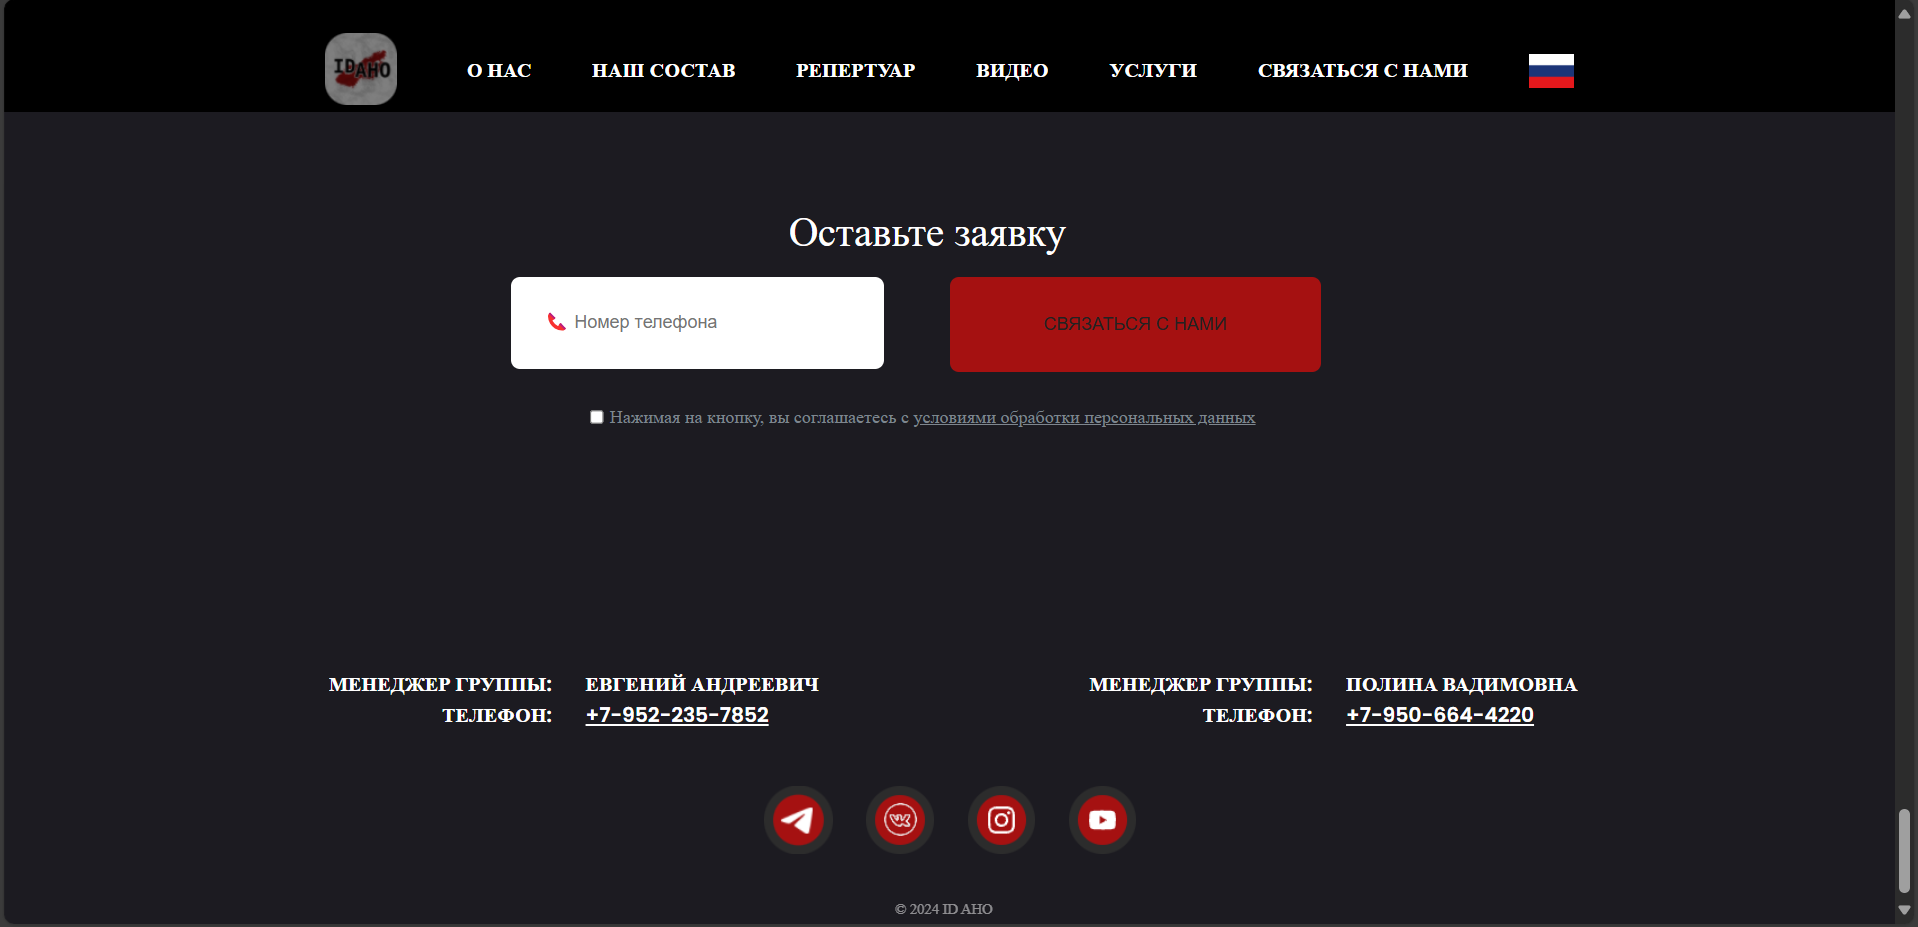 IDAHO
О НАС
НАШ СОСТАВ
РЕПЕРТУАР
ВИДЕО
УСЛУГИ
СВЯЗАТЬСЯ С НАМИ
Оставьте заявку
Номер телефона
СВЯЗАТЬСЯ С НАМИ
Нажимая на кнопку, вы соглашаетесь с условиями обработки персональных данных
МЕНЕДЖЕР ГРУППЫ: ЕВГЕНИЙ АНДРЕЕВИЧ
ТЕЛЕФОН: +7-952-235-7852
МЕНЕДЖЕР ГРУППЫ: ПОЛИНА ВАДИМОВНА
ТЕЛЕФОН: +7-950-664-4220
© 2024 ID AHO